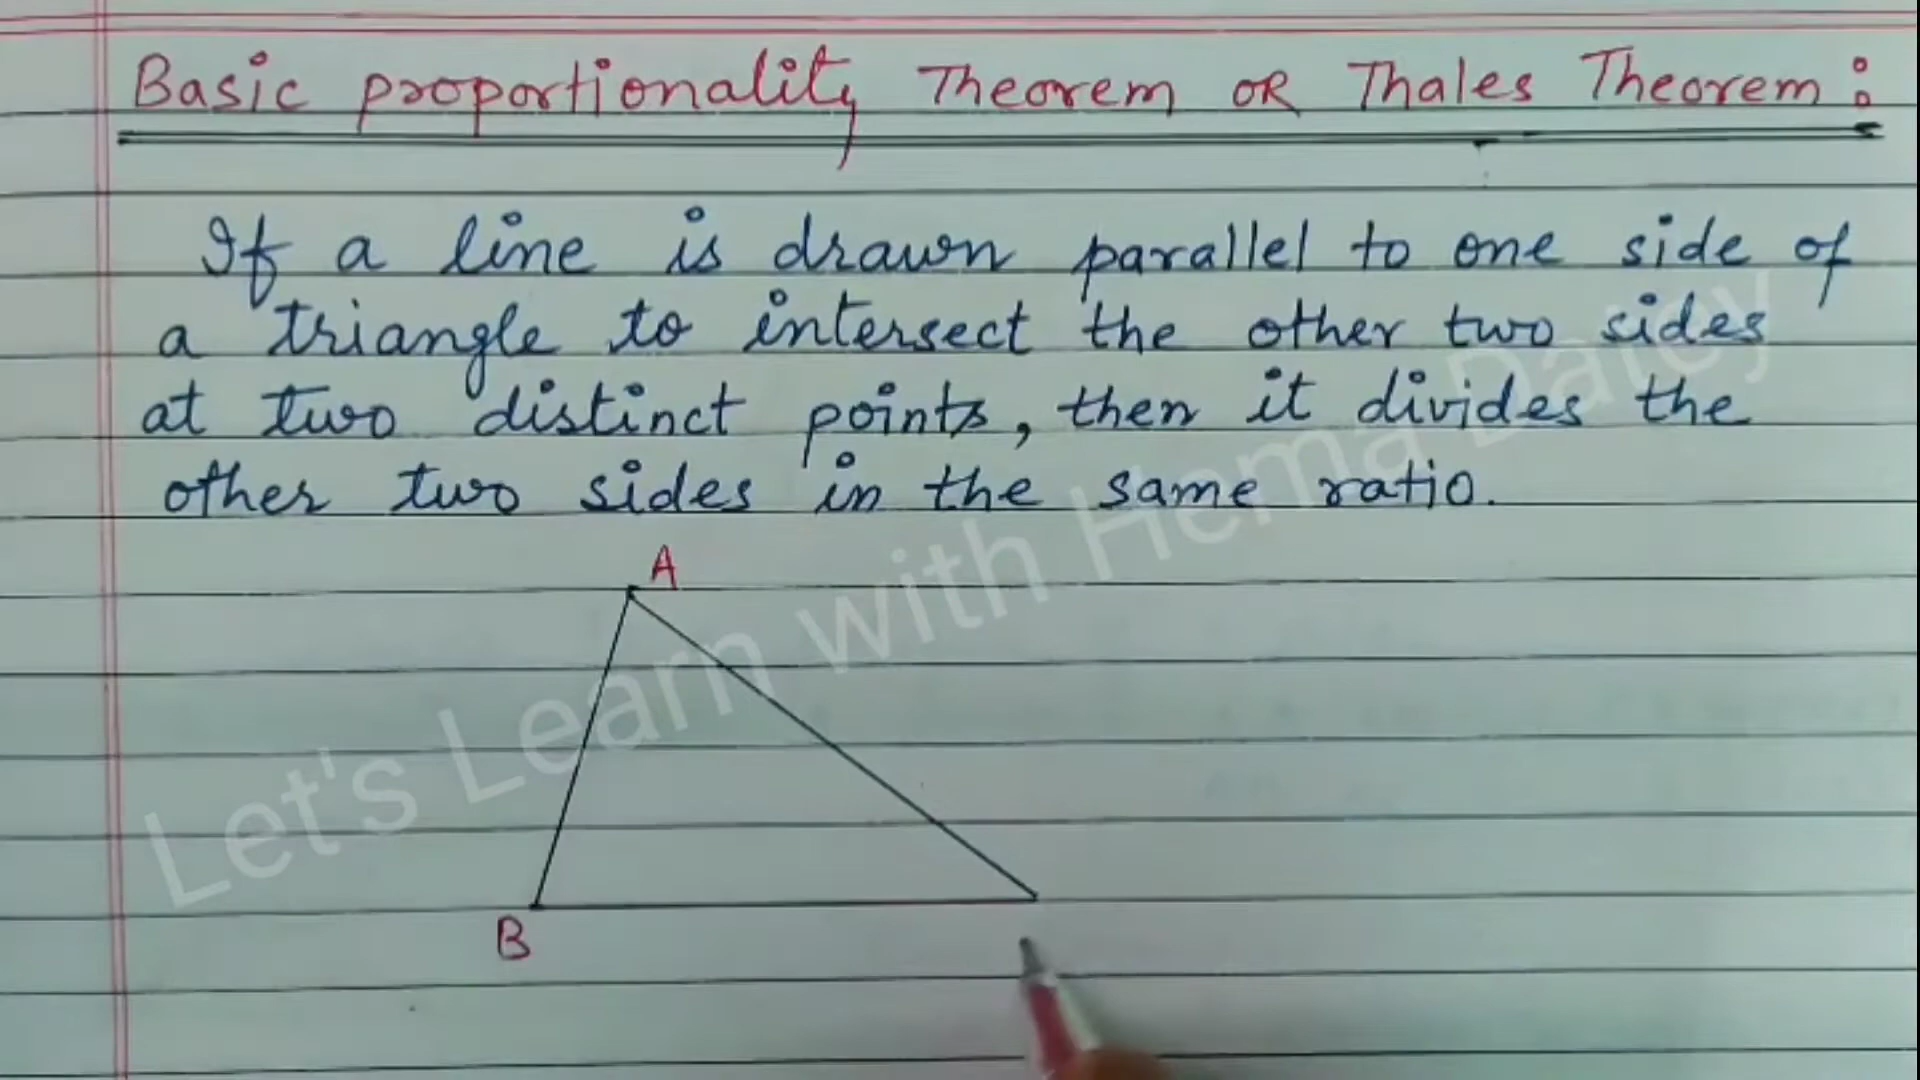 Basic proportionality Theorem OR Thales Theorem:
If a line is drawn parallel to one side of
a triangle to intersect the other two sides
at two distinct points, then it divides the
other two sides in the same ratio.
A
B
Let's Learn with Hema Darcy